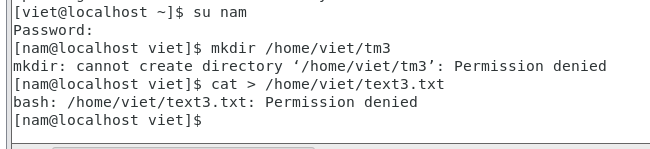 [viet@localhost ~]$ su nam
Password:
[nam@localhost viet]$ mkdir /home/viet/tm3
mkdir: cannot create directory ‘/home/viet/tm3’: Permission denied
[nam@localhost viet]$ cat > /home/viet/text3.txt
bash: /home/viet/text3.txt: Permission denied
[nam@localhost viet]$